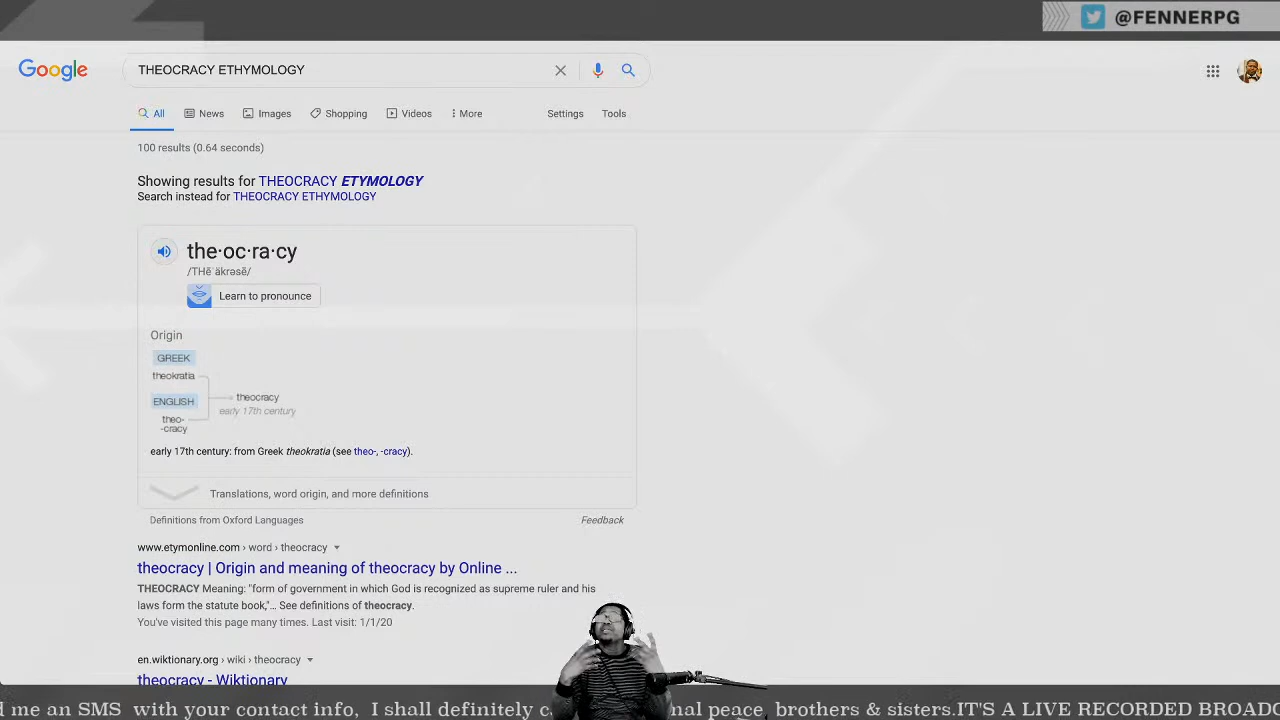 @FENNERPG
Google
THEOCRACY ETHYMOLOGY
All News Images Shopping Videos More Settings Tools
100 results (0.64 seconds)
Showing results for THEOCRACY ETYMOLOGY
Search instead for THEOCRACY ETHYMOLOGY
the·oc·ra·cy
/THē äkrəsē/
Learn to pronounce
Origin
GREEK
theokratia
ENGLISH
theo-
-cracy
theocracy
early 17th century
early 17th century: from Greek theokratia (see theo-, -cracy).
Translations, word origin, and more definitions
Definitions from Oxford Languages Feedback
www.etymonline.com › word › theocracy
theocracy | Origin and meaning of theocracy by Online ...
THEOCRACY Meaning: "form of government in which God is recognized as supreme ruler and his
laws form the statute book,"... See definitions of theocracy.
You've visited this page many times. Last visit: 1/1/20
en.wiktionary.org › wiki › theocracy
theocracy - Wiktionary
me an SMS with your contact info, I shall definitely peace, brothers & sisters.IT'S A LIVE RECORDED